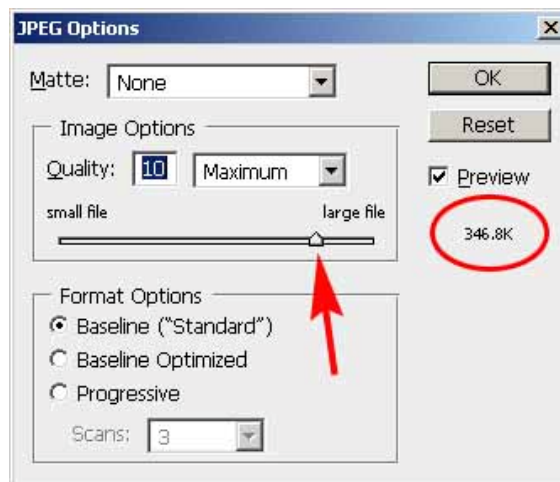 JPEG Options
Matte: None
OK
Reset
Image Options
Quality: 10 Maximum
Preview
small file large file
346.8K
Format Options
Baseline ("Standard")
Baseline Optimized
Progressive
Scans: 3